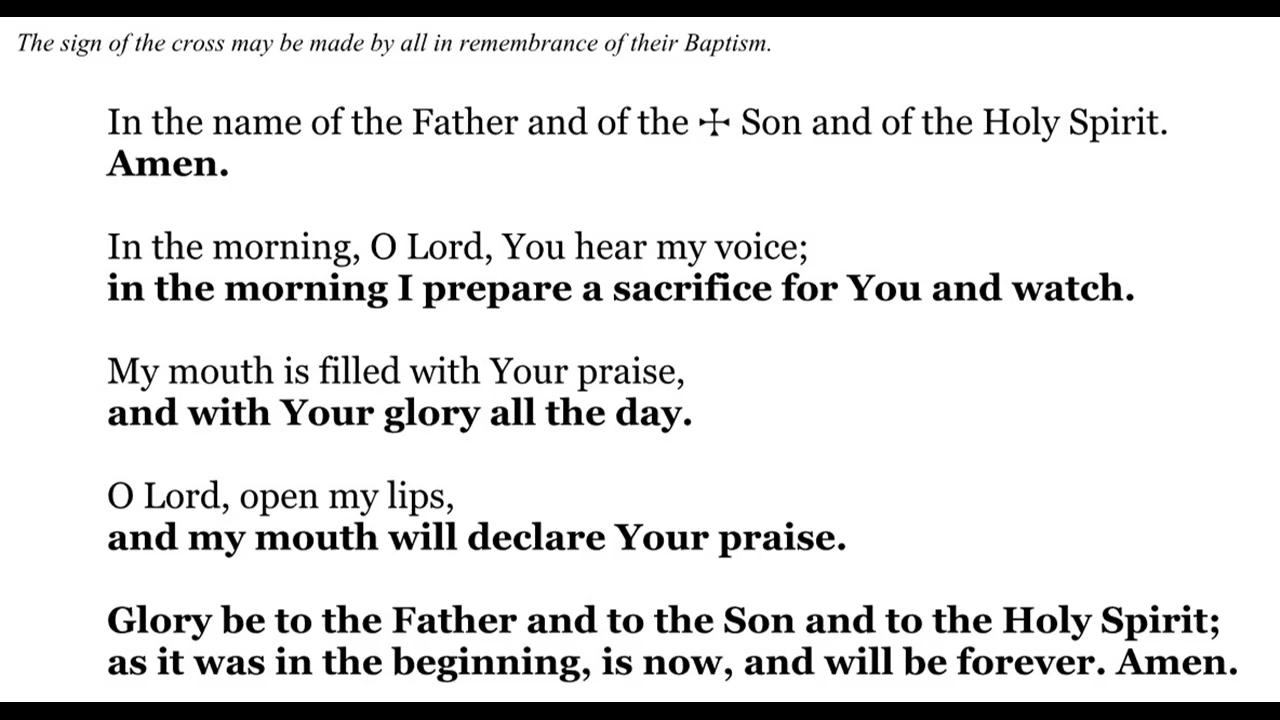 The sign of the cross may be made by all in remembrance of their Baptism.
In the name of the Father and of the ☩ Son and of the Holy Spirit.
Amen.
In the morning, O Lord, You hear my voice;
in the morning I prepare a sacrifice for You and watch.
My mouth is filled with Your praise,
and with Your glory all the day.
O Lord, open my lips,
and my mouth will declare Your praise.
Glory be to the Father and to the Son and to the Holy Spirit;
as it was in the beginning, is now, and will be forever. Amen.